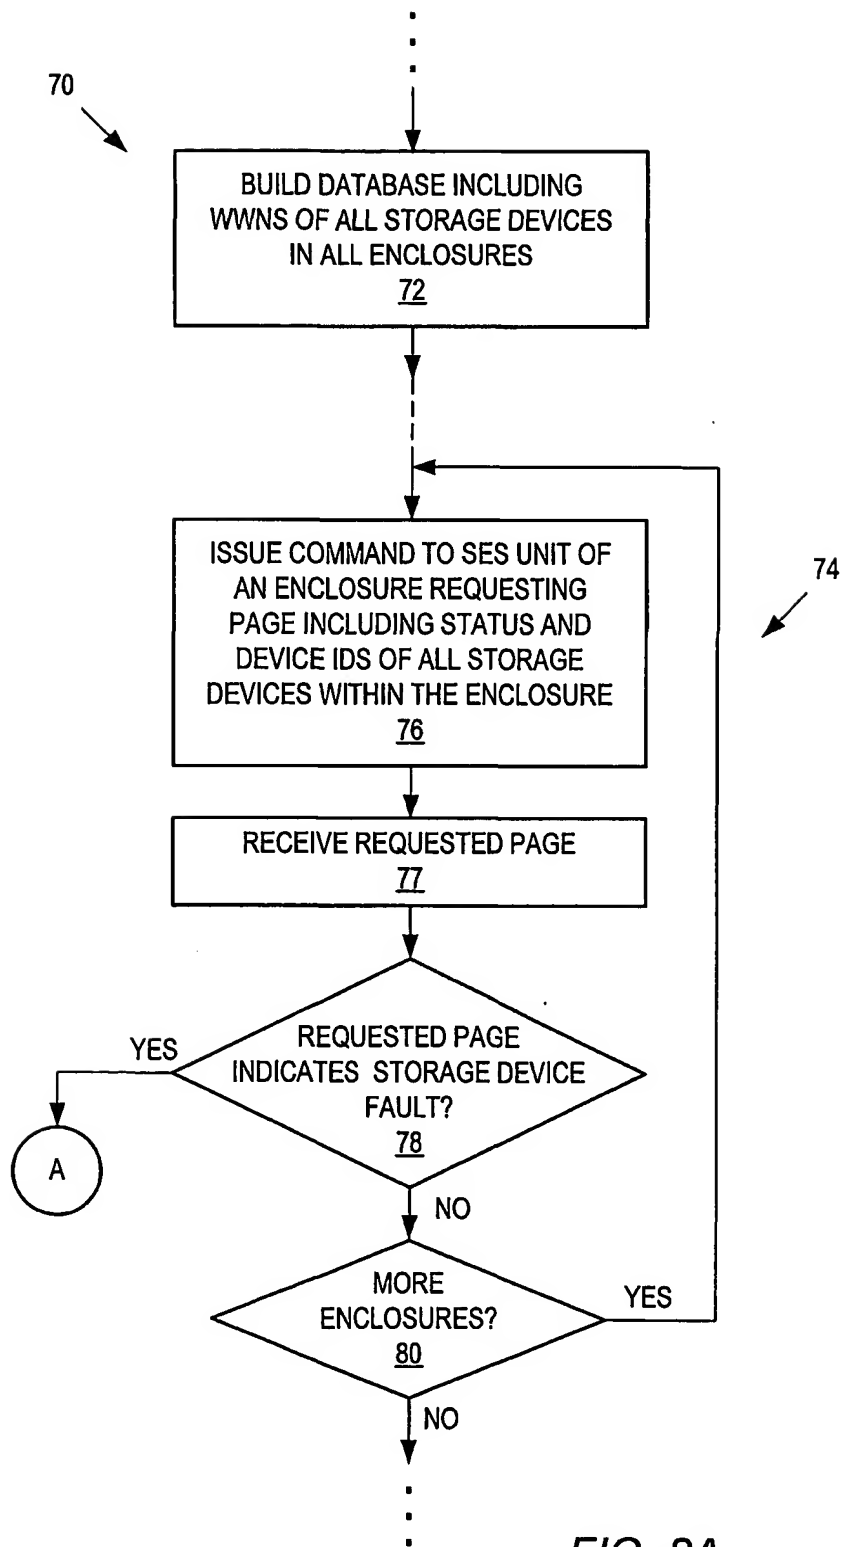 70
BUILD DATABASE INCLUDING
WWNS OF ALL STORAGE DEVICES
IN ALL ENCLOSURES
72
ISSUE COMMAND TO SES UNIT OF
AN ENCLOSURE REQUESTING
PAGE INCLUDING STATUS AND
DEVICE IDS OF ALL STORAGE
DEVICES WITHIN THE ENCLOSURE
76
74
RECEIVE REQUESTED PAGE
77
REQUESTED PAGE
INDICATES STORAGE DEVICE
FAULT?
78
YES
A
NO
MORE
ENCLOSURES?
80
YES
NO